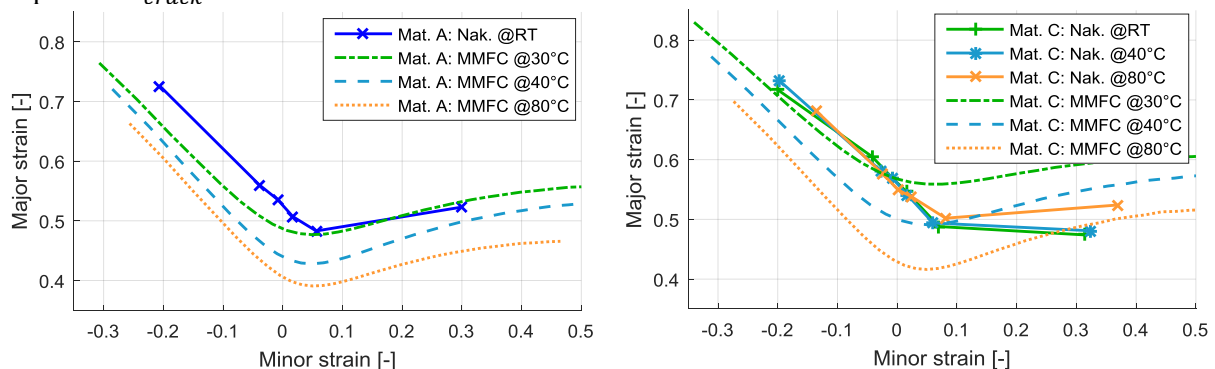 crack
0.8
0.7
0.6
0.5
0.4
Major strain [-]
-0.3 -0.2 -0.1 0 0.1 0.2 0.3 0.4 0.5
Minor strain [-]
Mat. A: Nak. @RT
Mat. A: MMFC @30°C
Mat. A: MMFC @40°C
Mat. A: MMFC @80°C
0.8
0.7
0.6
0.5
0.4
Major strain [-]
-0.3 -0.2 -0.1 0 0.1 0.2 0.3 0.4 0.5
Minor strain [-]
Mat. C: Nak. @RT
Mat. C: Nak. @40°C
Mat. C: Nak. @80°C
Mat. C: MMFC @30°C
Mat. C: MMFC @40°C
Mat. C: MMFC @80°C